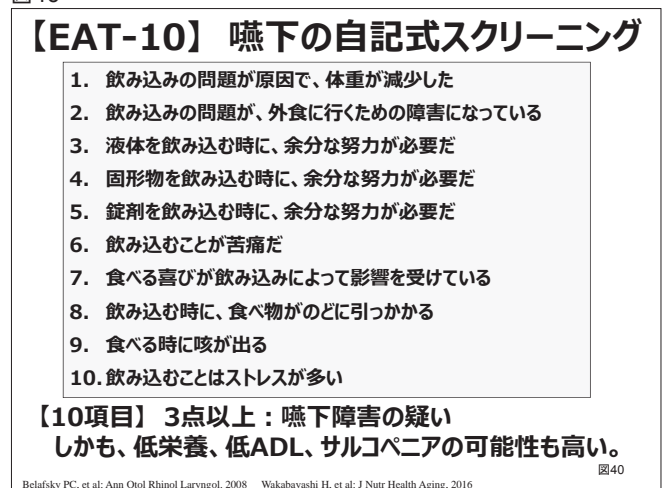 【EAT-10】 嚥下の自記式スクリーニング
1. 飲み込みの問題が原因で、体重が減少した
2. 飲み込みの問題が、外食に行くための障害になっている
3. 液体を飲み込む時に、余分な努力が必要だ
4. 固形物を飲み込む時に、余分な努力が必要だ
5. 錠剤を飲み込む時に、余分な努力が必要だ
6. 飲み込むことが苦痛だ
7. 食べる喜びが飲み込みによって影響を受けている
8. 飲み込む時に、食べ物がのどに引っかかる
9. 食べる時に咳が出る
10. 飲み込むことはストレスが多い
【10項目】 3点以上：嚥下障害の疑い
しかも、低栄養、低ADL、サルコペニアの可能性も高い。
図40
Belafsky PC, et al: Ann Otol Rhinol Laryngol, 2008 Wakabayashi H, et al: J Nutr Health Aging, 2016